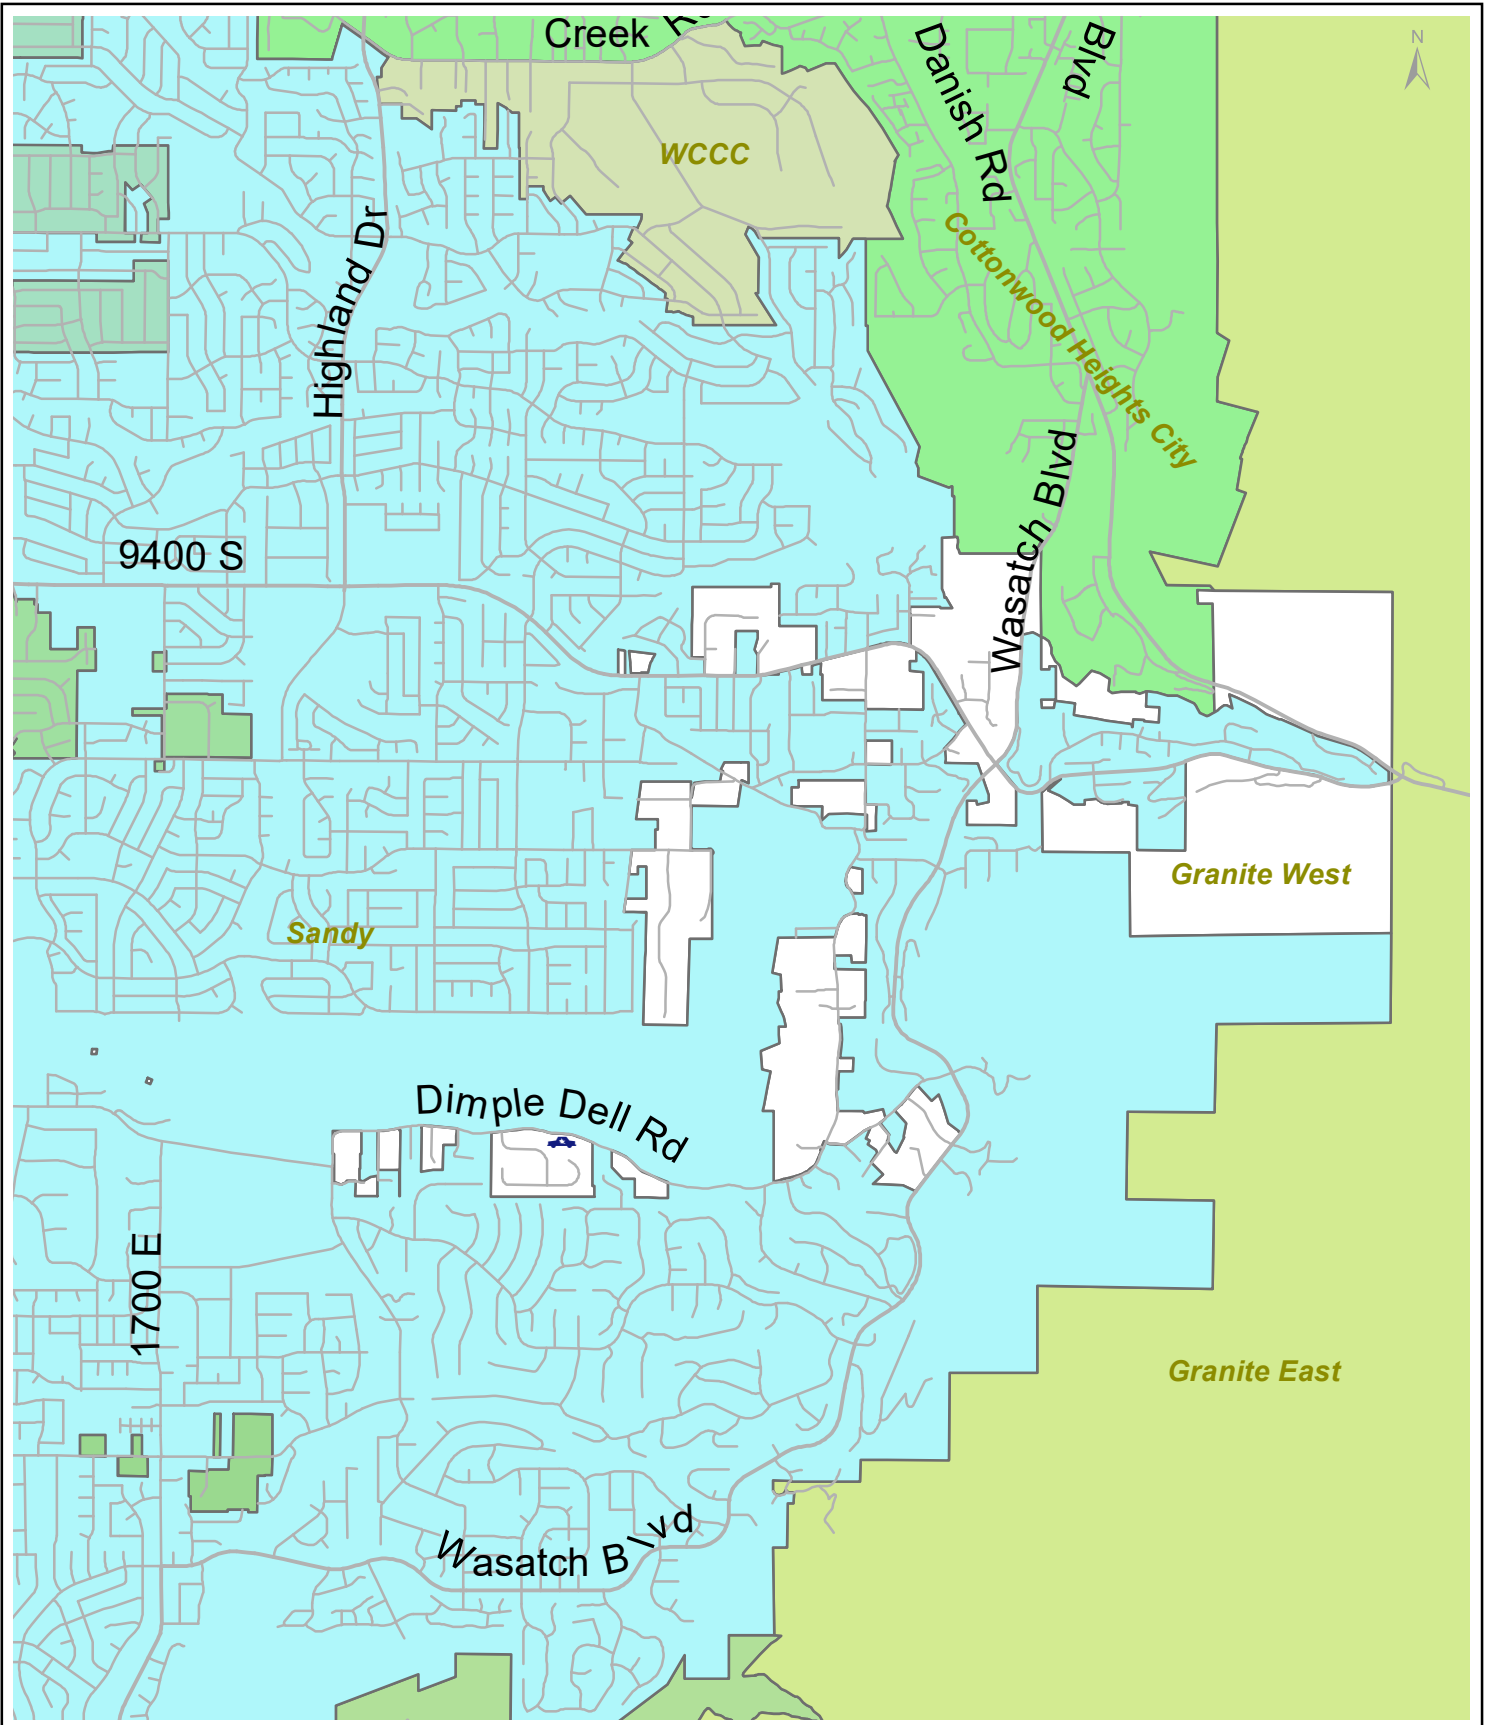 Creek
Blvd
N
Danish Rd
WCCC
Cottonwood Heights City
Highland Dr
Wasatch Blvd
9400 S
Granite West
Sandy
Dimple Dell Rd
1700 E
Granite East
Wasatch Blvd